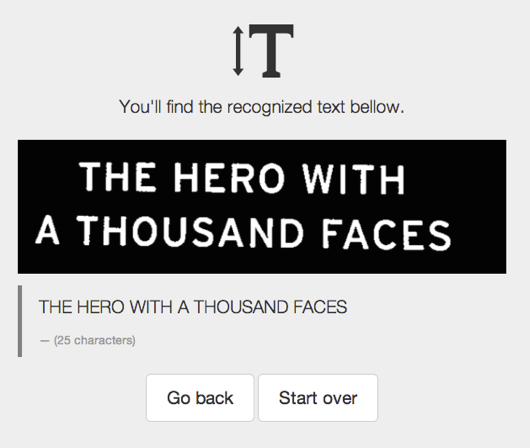 T
You'll find the recognized text bellow.
THE HERO WITH
A THOUSAND FACES
THE HERO WITH A THOUSAND FACES
— (25 characters)
Go back Start over